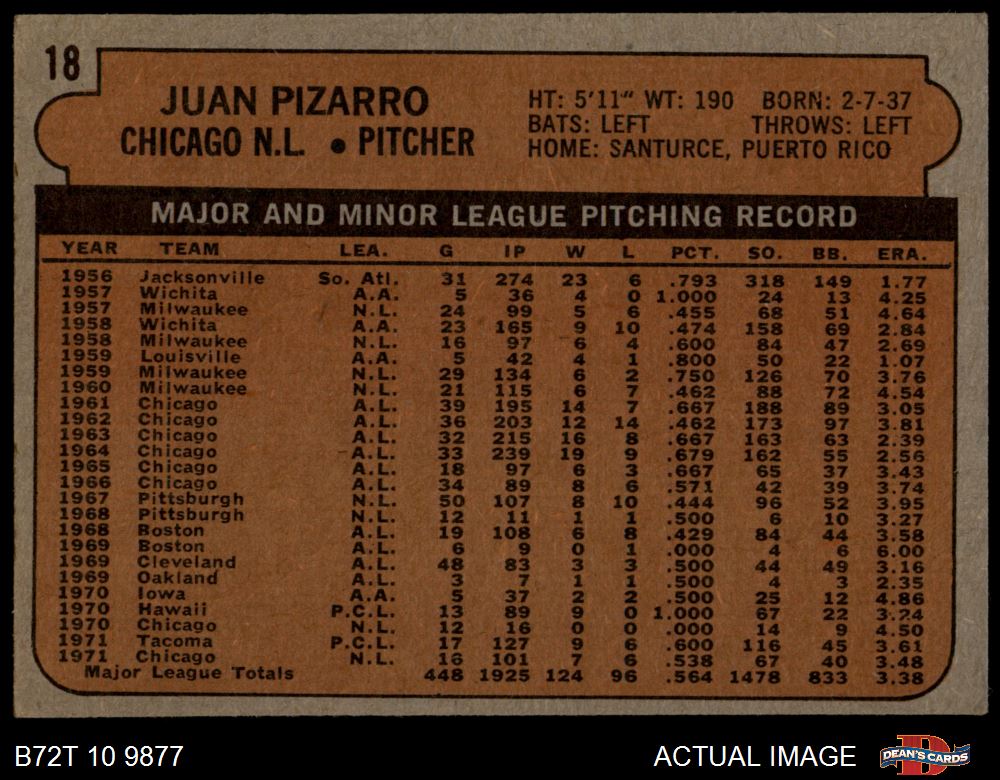 18
JUAN PIZARRO
CHICAGO N.L. • PITCHER
HT: 5'11" WT: 190 BORN: 2-7-37
BATS: LEFT THROWS: LEFT
HOME: SANTURCE, PUERTO RICO
MAJOR AND MINOR LEAGUE PITCHING RECORD
YEAR TEAM LEA. G IP W L PCT. SO. BB. ERA.
1956 Jacksonville So. Atl. 31 274 23 6 .793 318 149 1.77
1957 Wichita A.A. 5 36 4 0 1.000 24 13 4.25
1957 Milwaukee N.L. 24 99 5 6 .455 68 51 4.64
1958 Wichita A.A. 23 165 9 10 .474 158 69 2.84
1958 Milwaukee N.L. 16 97 6 4 .600 84 47 2.69
1959 Louisville A.A. 5 42 4 1 .800 50 22 1.07
1959 Milwaukee N.L. 29 134 6 2 .750 126 70 3.76
1960 Milwaukee N.L. 21 115 6 7 .462 88 72 4.54
1961 Chicago A.L. 39 195 14 7 .667 188 89 3.05
1962 Chicago A.L. 36 203 12 14 .462 173 97 3.81
1963 Chicago A.L. 32 215 16 8 .667 163 63 2.39
1964 Chicago A.L. 33 239 19 9 .679 162 55 2.56
1965 Chicago A.L. 18 97 6 3 .667 65 37 3.43
1966 Chicago A.L. 34 89 8 6 .571 42 39 3.74
1967 Pittsburgh N.L. 50 107 8 10 .444 96 52 3.95
1968 Pittsburgh N.L. 12 11 1 1 .500 6 10 3.27
1968 Boston A.L. 19 108 6 8 .429 84 44 3.58
1969 Boston A.L. 6 9 0 1 .000 4 6 6.00
1969 Cleveland A.L. 48 83 3 3 .500 44 49 3.16
1969 Oakland A.L. 3 7 1 1 .500 4 3 2.35
1970 Iowa A.A. 5 37 2 2 .500 25 12 4.86
1970 Hawaii P.C.L. 13 89 9 0 1.000 67 22 3.24
1970 Chicago N.L. 12 16 0 0 .000 14 9 4.50
1971 Tacoma P.C.L. 17 127 9 6 .600 116 45 3.61
1971 Chicago N.L. 16 101 7 6 .538 67 40 3.48
Major League Totals 448 1925 124 96 .564 1478 833 3.38
B72T 10 9877
ACTUAL IMAGE
DEAN'S CARDS